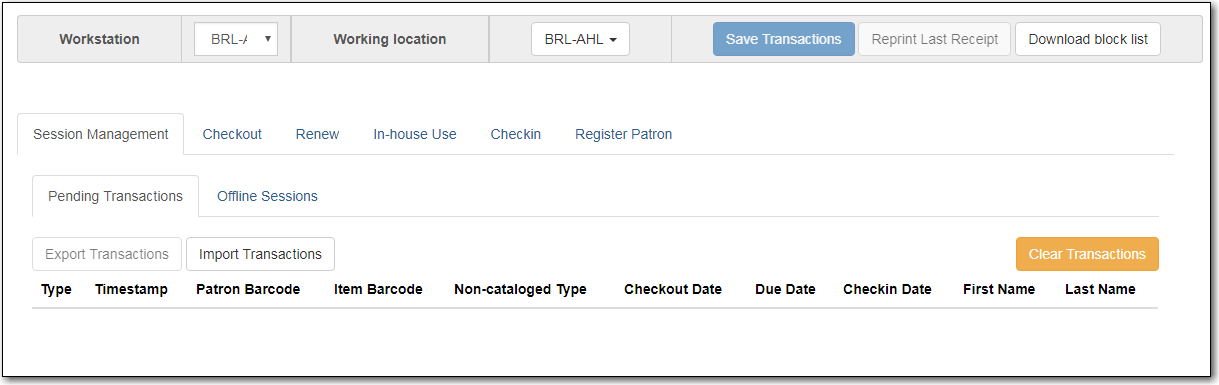 Workstation BRL-A Working location BRL-AHL Save Transactions Reprint Last Receipt Download block list
Session Management Checkout Renew In-house Use Checkin Register Patron
Pending Transactions Offline Sessions
Export Transactions Import Transactions Clear Transactions
Type Timestamp Patron Barcode Item Barcode Non-cataloged Type Checkout Date Due Date Checkin Date First Name Last Name